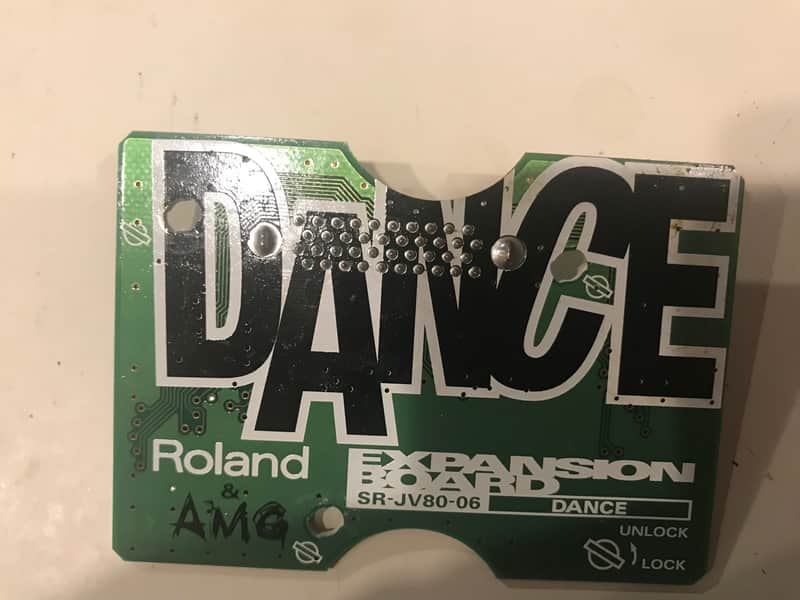 DANCE
Roland
&
AMG
EXPANSION
BOARD
SR-JV80-06 DANCE
UNLOCK
LOCK